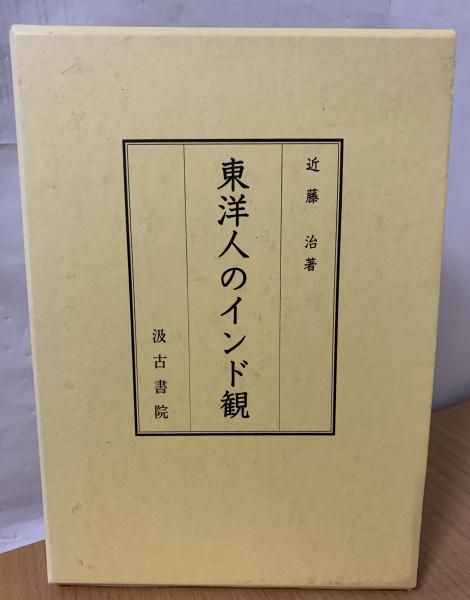 近藤 治著
東洋人のインド観
汲古書院